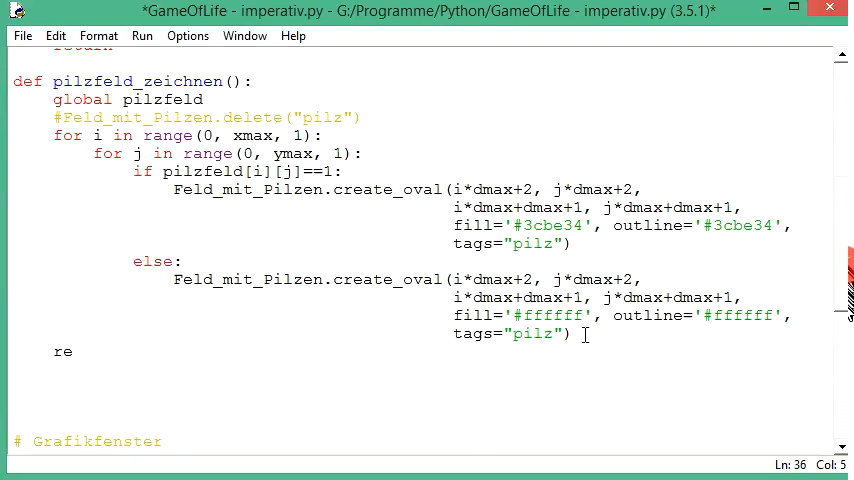 *GameOfLife - imperativ.py - G:/Programme/Python/GameOfLife - imperativ.py (3.5.1)*
File Edit Format Run Options Window Help
return
def pilzfeld_zeichnen():
    global pilzfeld
    #Feld_mit_Pilzen.delete("pilz")
    for i in range(0, xmax, 1):
        for j in range(0, ymax, 1):
            if pilzfeld[i][j]==1:
                Feld_mit_Pilzen.create_oval(i*dmax+2, j*dmax+2,
                                            i*dmax+dmax+1, j*dmax+dmax+1,
                                            fill='#3cbe34', outline='#3cbe34',
                                            tags="pilz")
            else:
                Feld_mit_Pilzen.create_oval(i*dmax+2, j*dmax+2,
                                            i*dmax+dmax+1, j*dmax+dmax+1,
                                            fill='#ffffff', outline='#ffffff',
                                            tags="pilz")
    re
# Grafikfenster
Ln: 36 Col: 5